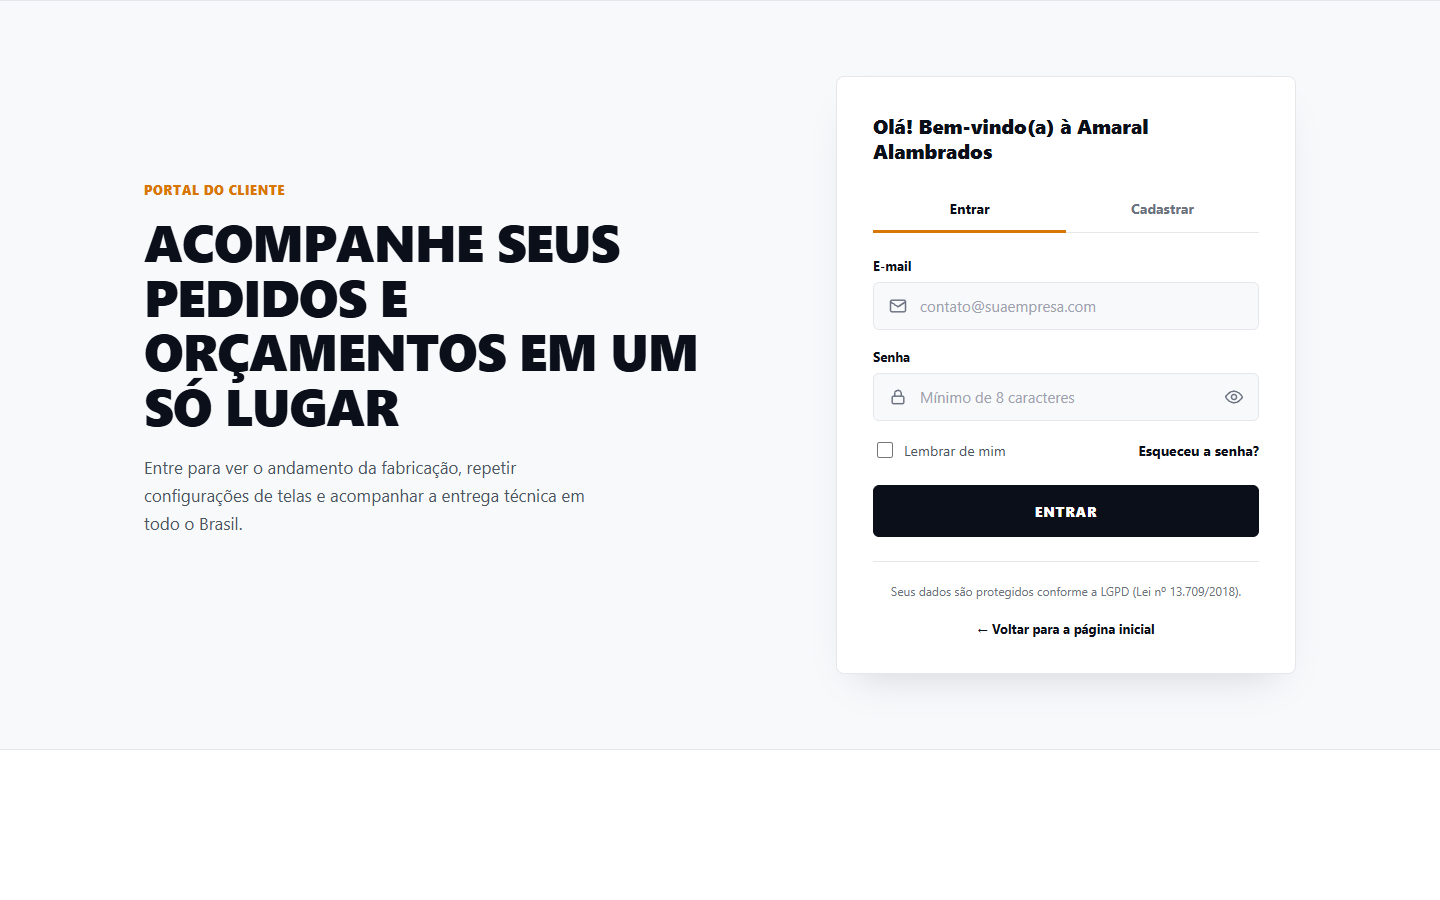 PORTAL DO CLIENTE
ACOMPANHE SEUS
PEDIDOS E
ORÇAMENTOS EM UM
SÓ LUGAR
Entre para ver o andamento da fabricação, repetir
configurações de telas e acompanhar a entrega técnica em
todo o Brasil.
Olá! Bem-vindo(a) à Amaral
Alambrados
Entrar
Cadastrar
E-mail
contato@suaempresa.com
Senha
Mínimo de 8 caracteres
Lembrar de mim
Esqueceu a senha?
ENTRAR
Seus dados são protegidos conforme a LGPD (Lei nº 13.709/2018).
← Voltar para a página inicial